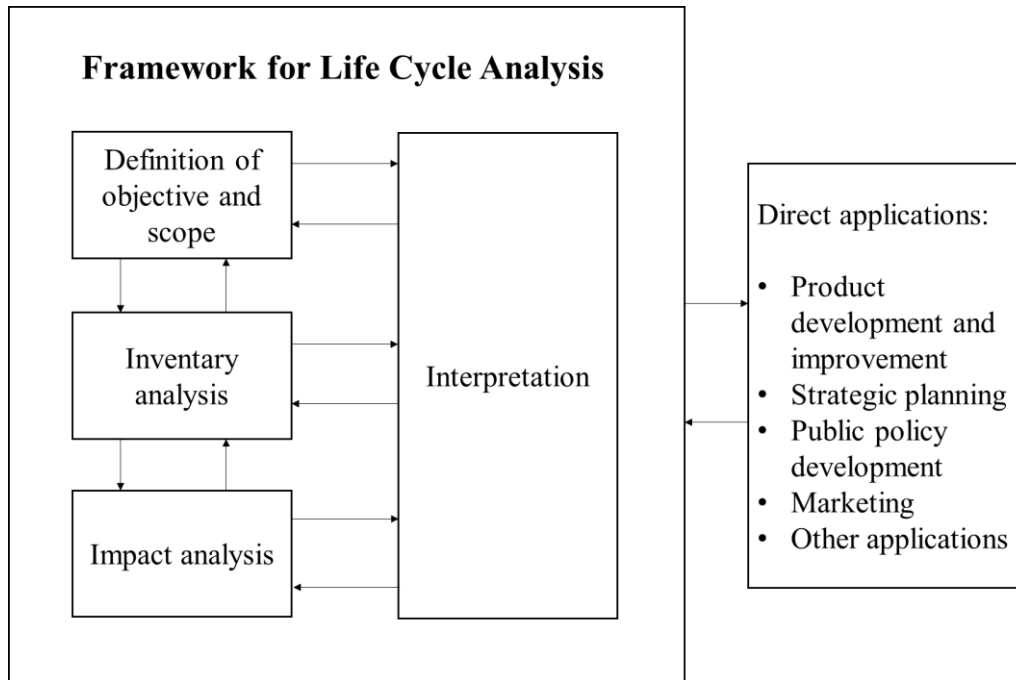 Framework for Life Cycle Analysis
Definition of
objective and
scope
Inventary
analysis
Impact analysis
Interpretation
Direct applications:
• Product
development and
improvement
• Strategic planning
• Public policy
development
• Marketing
• Other applications